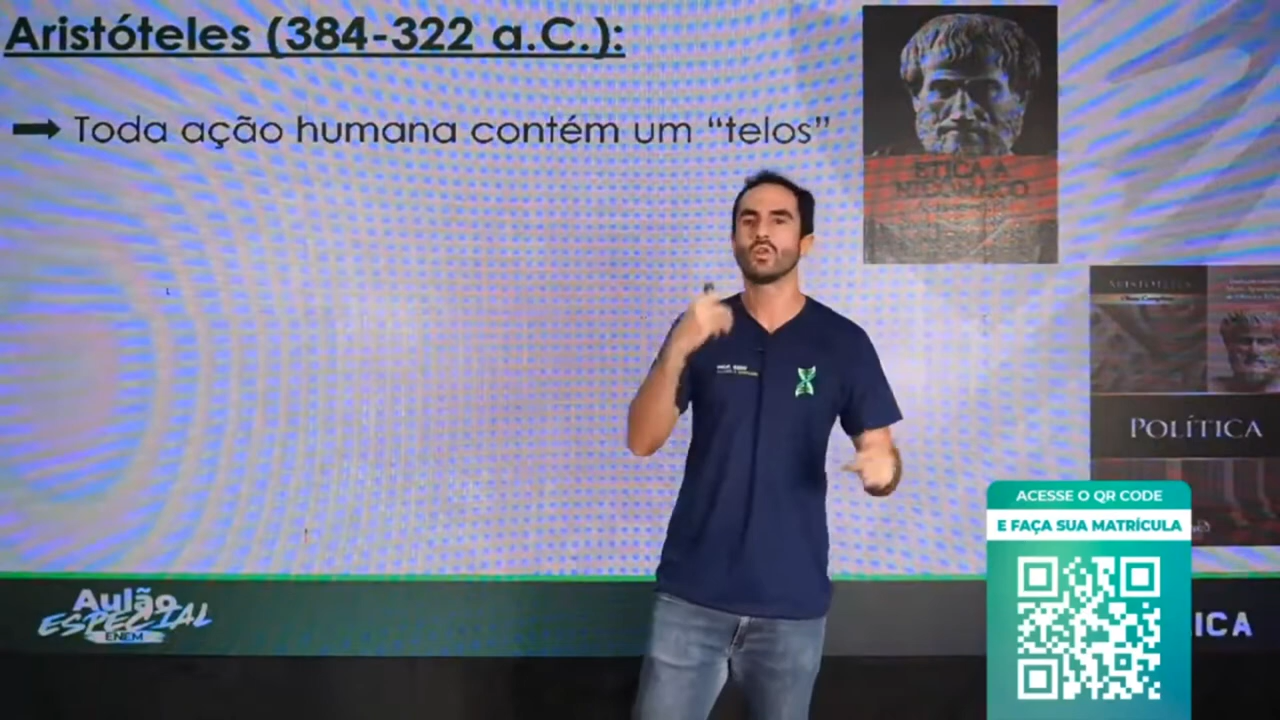 Aristóteles (384-322 a.C.):
➡ Toda ação humana contém um “telos”
ÉTICA A
NICÔMACO
ARISTÓTELES
POLÍTICA
ACESSE O QR CODE
E FAÇA SUA MATRÍCULA
Aulão
ESPECIAL
ENEM
ICA